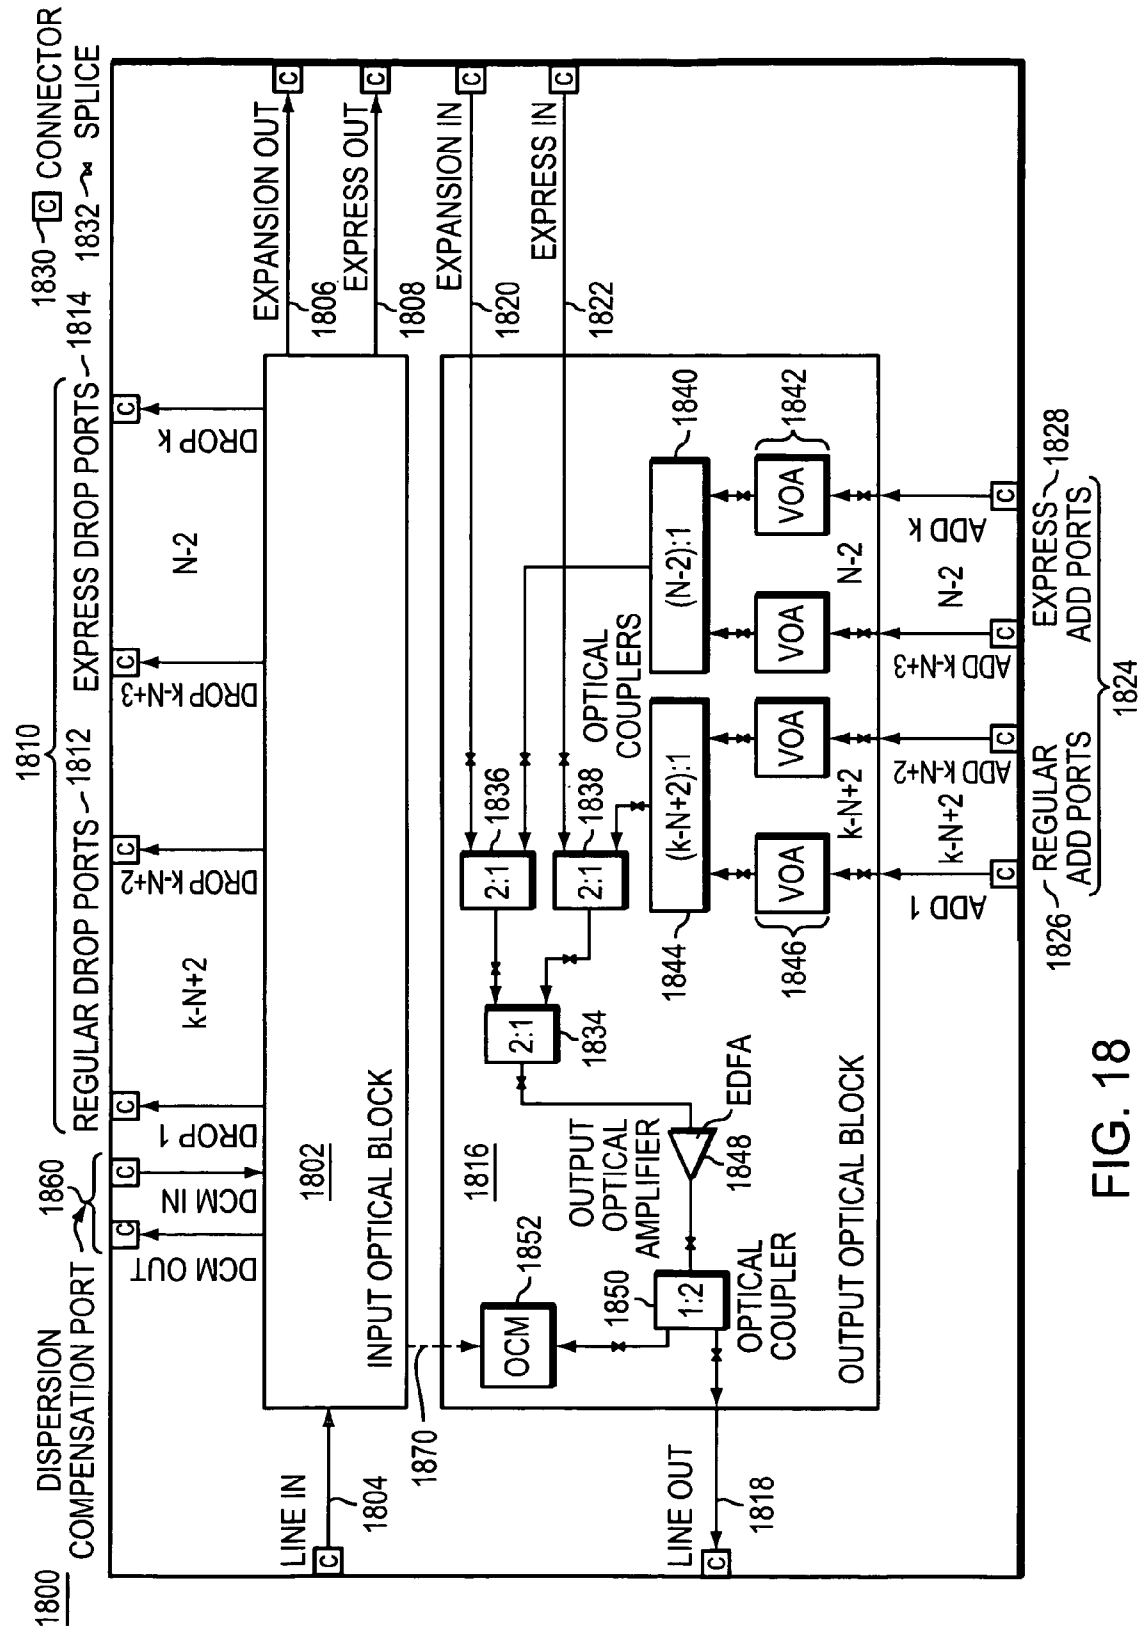 1800
DISPERSION
COMPENSATION PORT
1860
1810
REGULAR DROP PORTS
1812
EXPRESS DROP PORTS
1814
1830
C
CONNECTOR
1832
SPLICE
C
C
C
C
C
C
DCM OUT
DCM IN
DROP 1
k-N+2
DROP k-N+2
DROP k-N+3
N-2
DROP k
LINE IN
C
1804
1802
INPUT OPTICAL BLOCK
EXPANSION OUT
C
1806
EXPRESS OUT
C
1808
EXPANSION IN
C
1820
EXPRESS IN
C
1822
1870
OCM
1852
1816
2:1
1836
2:1
1838
2:1
1834
OPTICAL
COUPLERS
OUTPUT
OPTICAL
AMPLIFIER
EDFA
1848
1850
1:2
OPTICAL
COUPLER
LINE OUT
C
1818
(k-N+2):1
1844
(N-2):1
1840
VOA
VOA
VOA
VOA
1846
1842
k-N+2
N-2
OUTPUT OPTICAL BLOCK
ADD 1
k-N+2
ADD k-N+2
ADD k-N+3
N-2
ADD k
C
C
C
C
1826
REGULAR
ADD PORTS
EXPRESS
ADD PORTS
1828
1824
FIG. 18